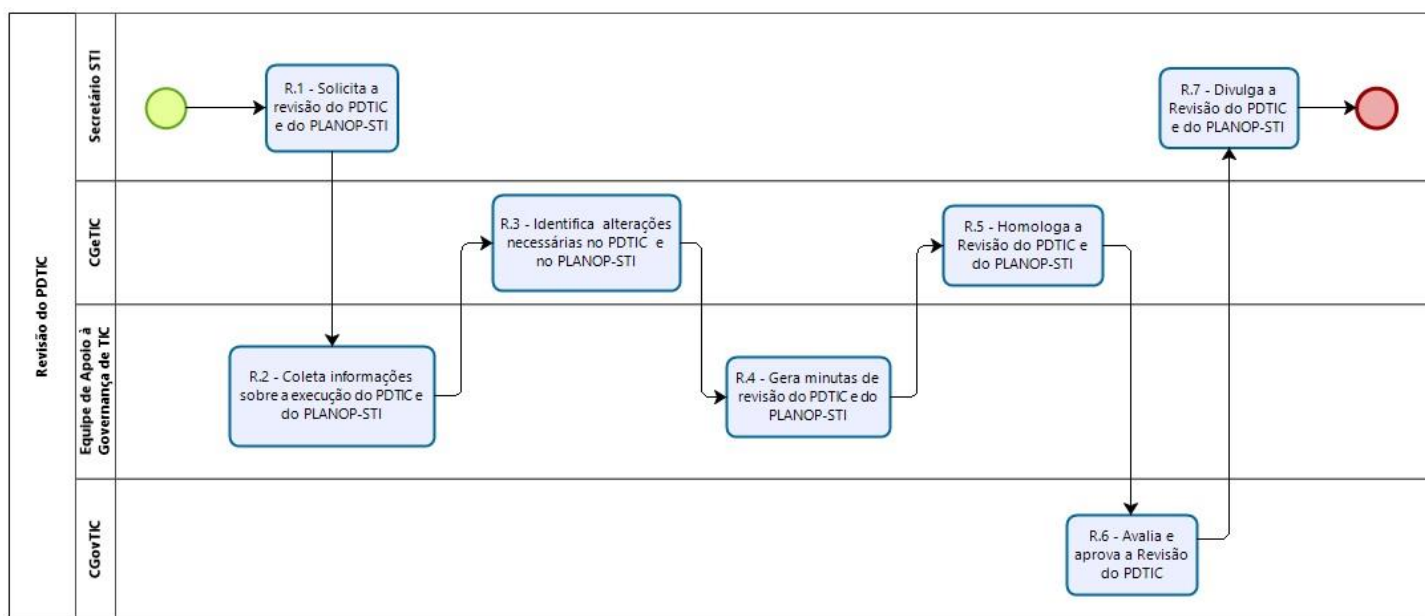 Revisão do PDTIC
Secretário STI
R.1 - Solicita a
revisão do PDTIC
e do PLANOP-STI
R.7 - Divulga a
Revisão do PDTIC
e do PLANOP-STI
CGeTIC
R.3 - Identifica alterações
necessárias no PDTIC e
no PLANOP-STI
R.5 - Homologa a
Revisão do PDTIC e
do PLANOP-STI
Equipe de Apoio à
Governança de TIC
R.2 - Coleta informações
sobre a execução do PDTIC e
do PLANOP-STI
R.4 - Gera minutas de
revisão do PDTIC e do
PLANOP-STI
CGovTIC
R.6 - Avalia e
aprova a Revisão
do PDTIC